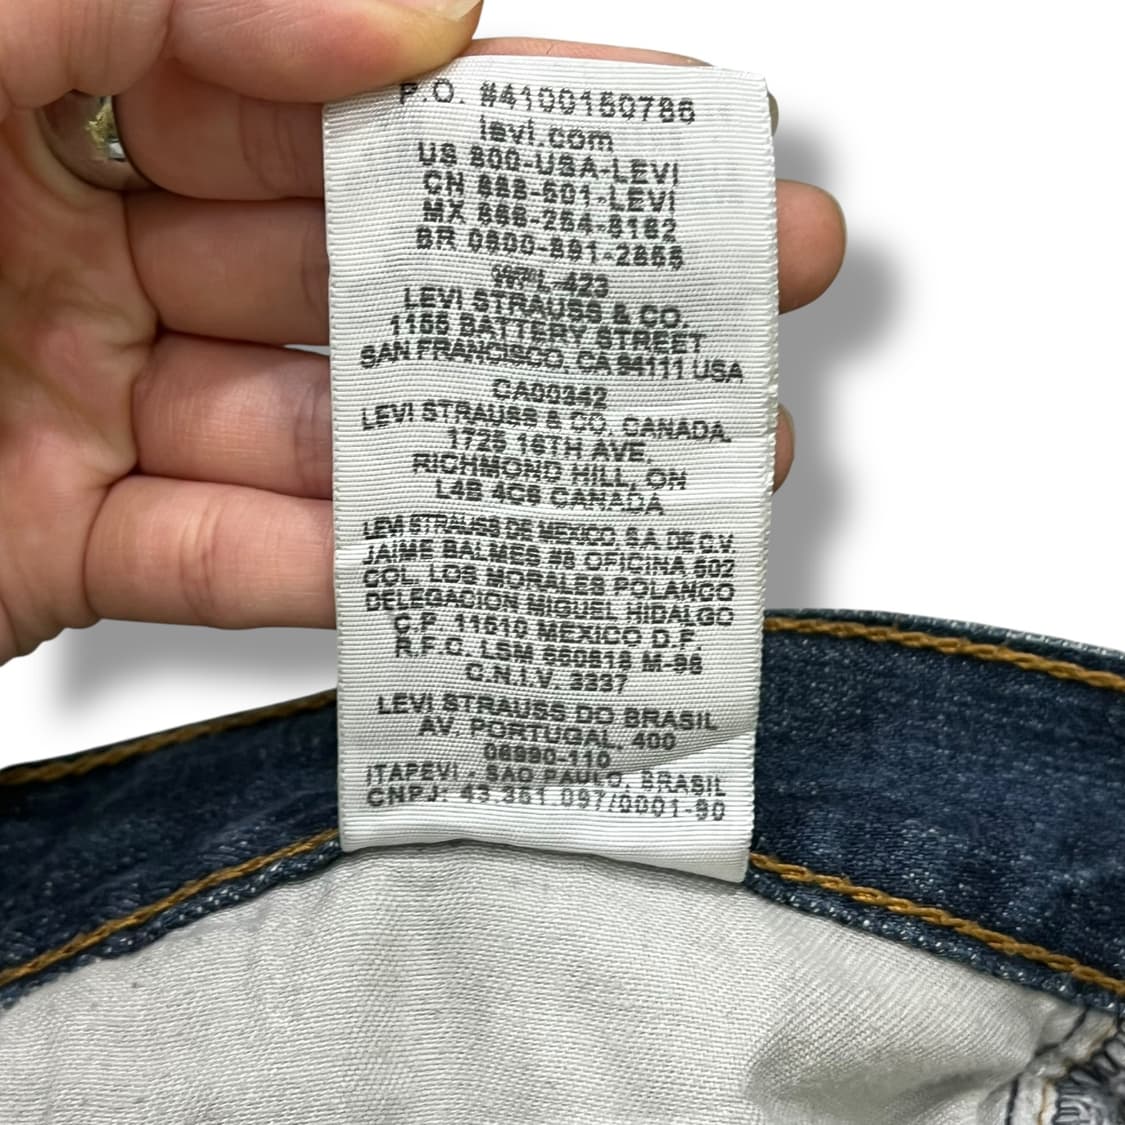 P.O. #4100150786
levi.com
US 800-USA-LEVI
CN 888-501-LEVI
MX 866-254-8162
BR 0800-891-2855
WPL-423
LEVI STRAUSS & CO.
1155 BATTERY STREET
SAN FRANCISCO, CA 94111 USA
CA00342
LEVI STRAUSS & CO. CANADA.
1725 16TH AVE.
RICHMOND HILL, ON
L4B 4C6 CANADA
LEVI STRAUSS DE MEXICO, S.A. DE C.V.
JAIME BALMES #8 OFICINA 502
COL. LOS MORALES POLANCO
DELEGACION MIGUEL HIDALGO
C.P. 11510 MEXICO D.F.
R.F.C. LSM 650618 M-96
C.N.I.V. 3337
LEVI STRAUSS DO BRASIL
AV. PORTUGAL, 400
06690-110
ITAPEVI - SAO PAULO, BRASIL
CNPJ: 43.361.097/0001-90